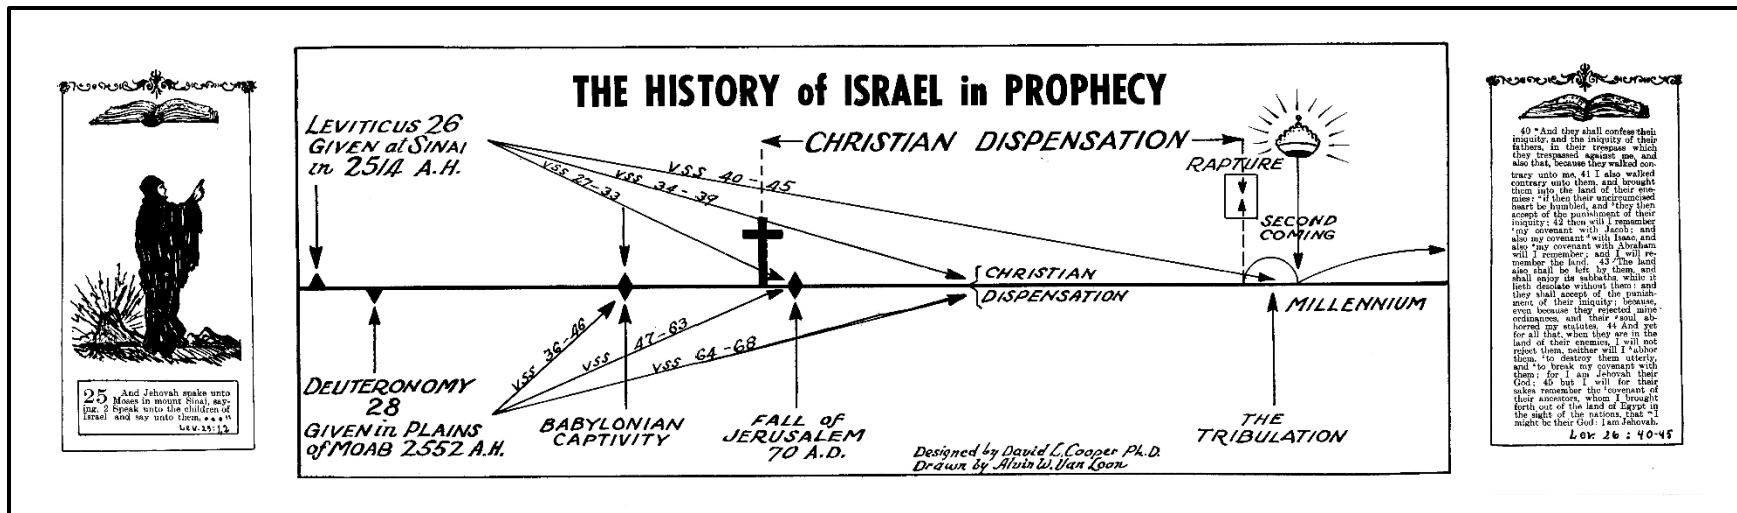 25 And Jehovah spake unto
Moses in mount Sinai, say-
ing, 2 Speak unto the children of
Israel and say unto them,
Lev. 25:1,2
THE HISTORY of ISRAEL in PROPHECY
LEVITICUS 26
GIVEN at SINAI
in 2514 A.H.
CHRISTIAN DISPENSATION
RAPTURE
SECOND
COMING
VSS 27-33
VSS 34-39
VSS 40-45
CHRISTIAN
DISPENSATION
MILLENNIUM
VSS 36-46
VSS 47-63
VSS 64-68
DEUTERONOMY
28
GIVEN in PLAINS
of MOAB 2552 A.H.
BABYLONIAN
CAPTIVITY
FALL of
JERUSALEM
70 A.D.
THE
TRIBULATION
Designed by David L. Cooper Ph.D.
Drawn by Alvin W. Van Loon
40 And they shall confess their
iniquity, and the iniquity of their
fathers, in their trespass which
they trespassed against me, and
also that, because they walked con-
trary unto me, 41 I also walked
contrary unto them, and brought
them into the land of their ene-
mies: if then their uncircumcised
heart be humbled, and they then
accept of the punishment of their
iniquity; 42 then will I remember
my covenant with Jacob; and
also my covenant with Isaac, and
also my covenant with Abraham
will I remember; and I will re-
member the land. 43 The land
also shall be left by them, and
shall enjoy its sabbaths, while it
lieth desolate without them: and
they shall accept of the punish-
ment of their iniquity; because,
even because they rejected mine
ordinances, and their soul ab-
horred my statutes. 44 And yet
for all that, when they are in the
land of their enemies, I will not
reject them, neither will I abhor
them, to destroy them utterly,
and to break my covenant with
them; for I am Jehovah their
God; 45 but I will for their
sakes remember the covenant of
their ancestors, whom I brought
forth out of the land of Egypt in
the sight of the nations, that I
might be their God: I am Jehovah.
Lev. 26 : 40-45